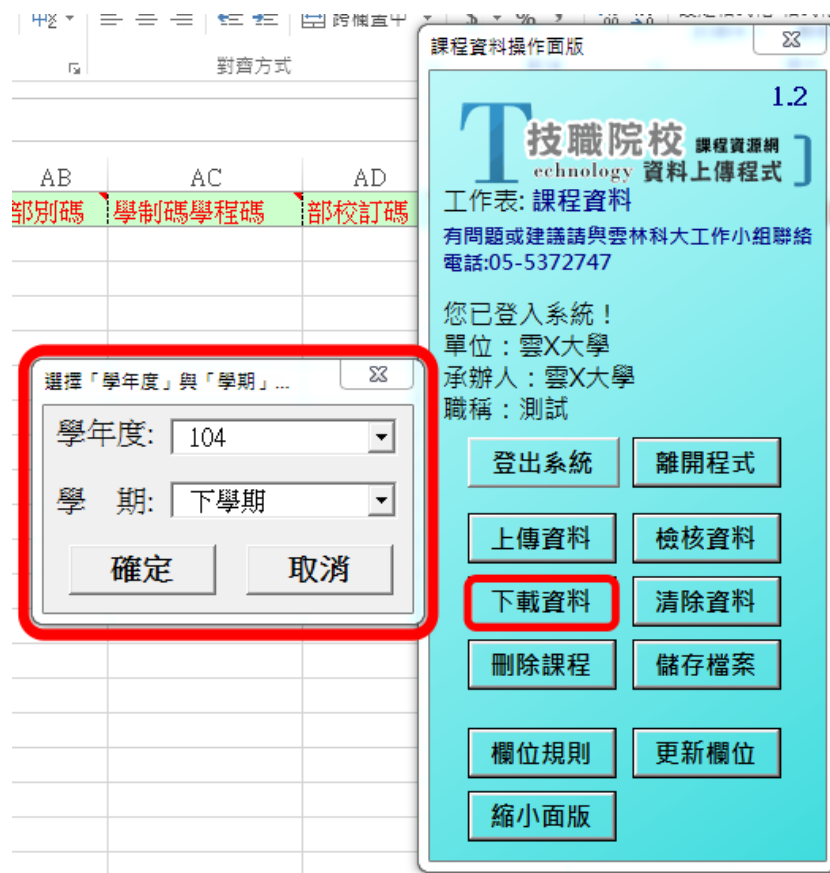 跨欄置中
$ % ,
對齊方式
AB AC AD
部別碼 學制碼學程碼 部校訂碼
選擇「學年度」與「學期」...
學年度: 104
學 期: 下學期
確定 取消
課程資料操作面版
1.2
技職院校 課程資源網
Technology 資料上傳程式
工作表: 課程資料
有問題或建議請與雲林科大工作小組聯絡
電話:05-5372747
您已登入系統！
單位：雲X大學
承辦人：雲X大學
職稱：測試
登出系統 離開程式
上傳資料 檢核資料
下載資料 清除資料
刪除課程 儲存檔案
欄位規則 更新欄位
縮小面版